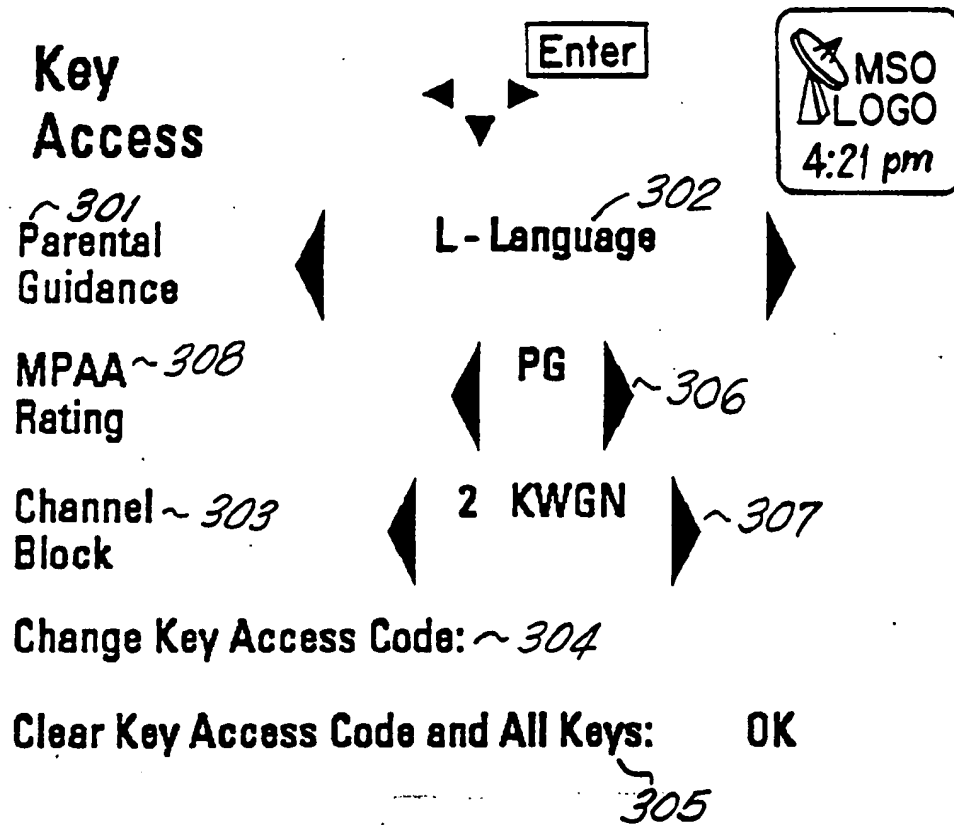 Key
Access
Enter
MSO
LOGO
4:21 pm
301
Parental
Guidance
302
L - Language
MPAA ~ 308
Rating
PG
~ 306
Channel ~ 303
Block
2 KWGN
~ 307
Change Key Access Code: ~ 304
Clear Key Access Code and All Keys: OK
305